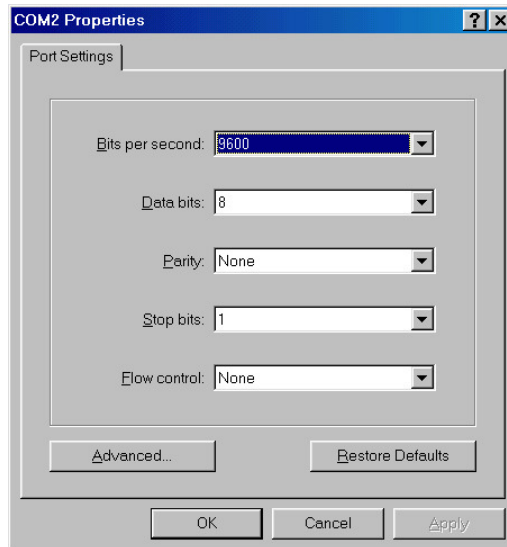 COM2 Properties
Port Settings
Bits per second: 9600
Data bits: 8
Parity: None
Stop bits: 1
Flow control: None
Advanced... Restore Defaults
OK Cancel Apply